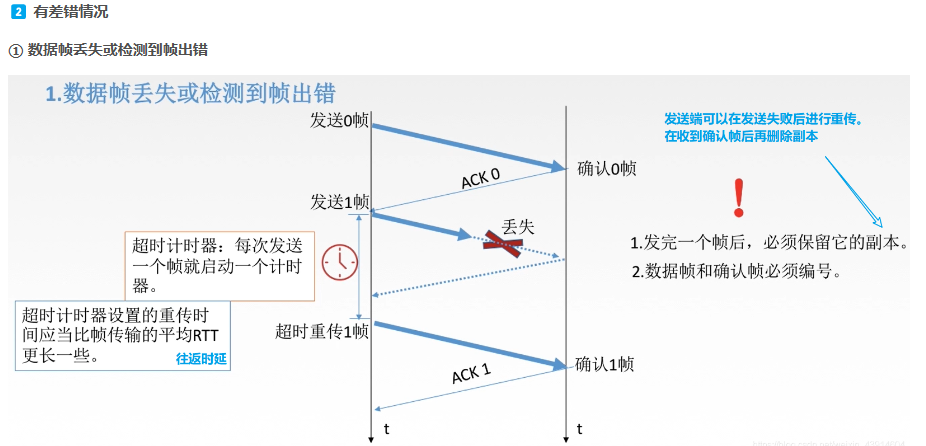 2 有差错情况
① 数据帧丢失或检测到帧出错
1.数据帧丢失或检测到帧出错
发送0帧
ACK 0
确认0帧
发送1帧
丢失
超时计时器：每次发送
一个帧就启动一个计时
器。
超时计时器设置的重传时
间应当比帧传输的平均RTT
更长一些。
往返时延
超时重传1帧
ACK 1
确认1帧
t
t
发送端可以在发送失败后进行重传。
在收到确认帧后再删除副本
1.发完一个帧后，必须保留它的副本。
2.数据帧和确认帧必须编号。